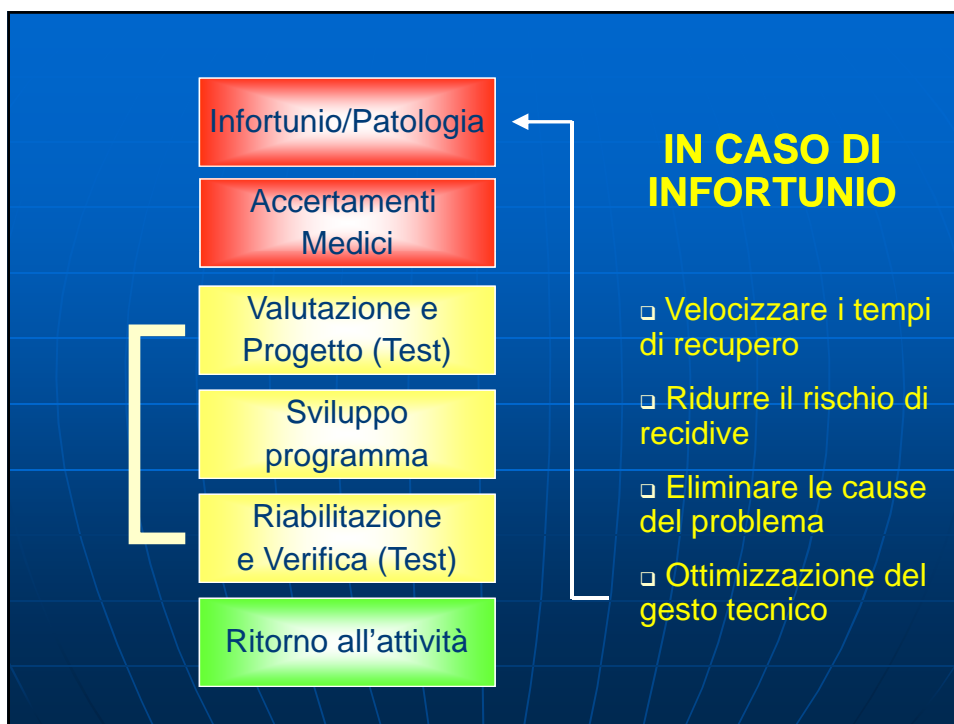 Infortunio/Patologia
Accertamenti
Medici
Valutazione e
Progetto (Test)
Sviluppo
programma
Riabilitazione
e Verifica (Test)
Ritorno all’attività
IN CASO DI
INFORTUNIO
Velocizzare i tempi
di recupero
Ridurre il rischio di
recidive
Eliminare le cause
del problema
Ottimizzazione del
gesto tecnico